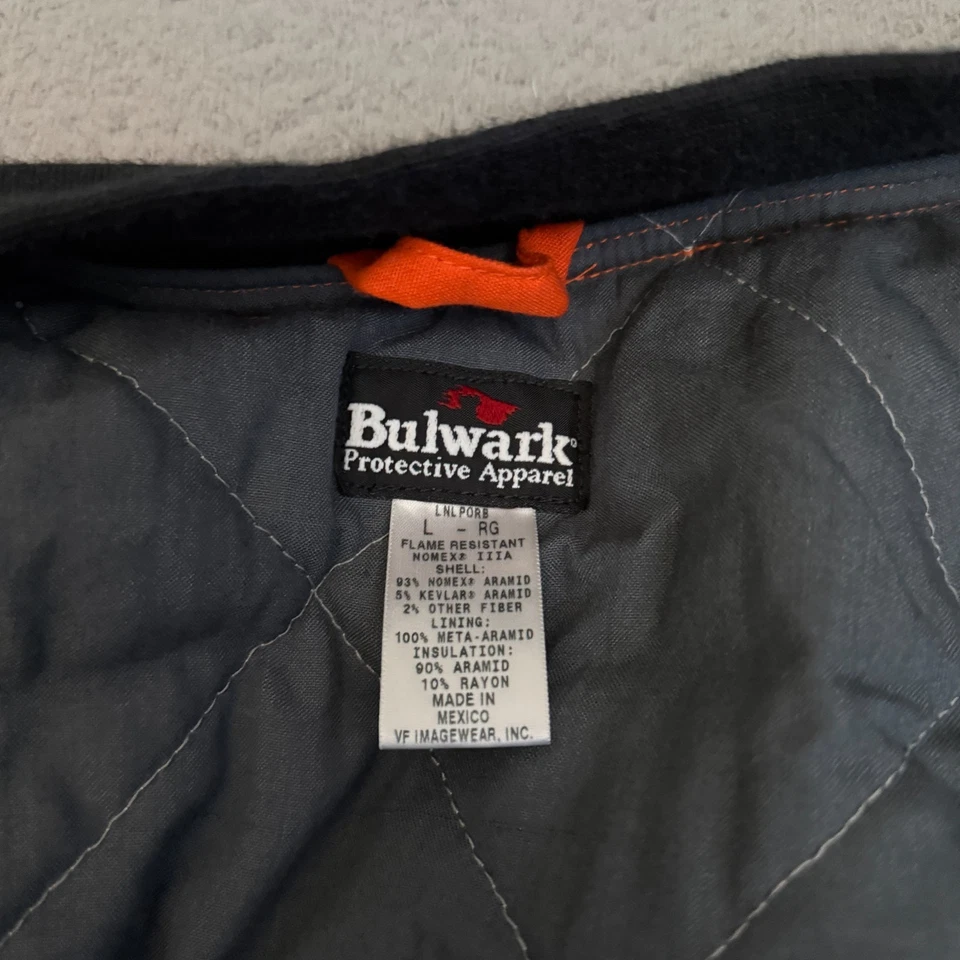 Bulwark®
Protective Apparel
LNLPORB
L - RG
FLAME RESISTANT
NOMEX® IIIA
SHELL:
93% NOMEX® ARAMID
5% KEVLAR® ARAMID
2% OTHER FIBER
LINING:
100% META-ARAMID
INSULATION:
90% ARAMID
10% RAYON
MADE IN
MEXICO
VF IMAGEWEAR, INC.